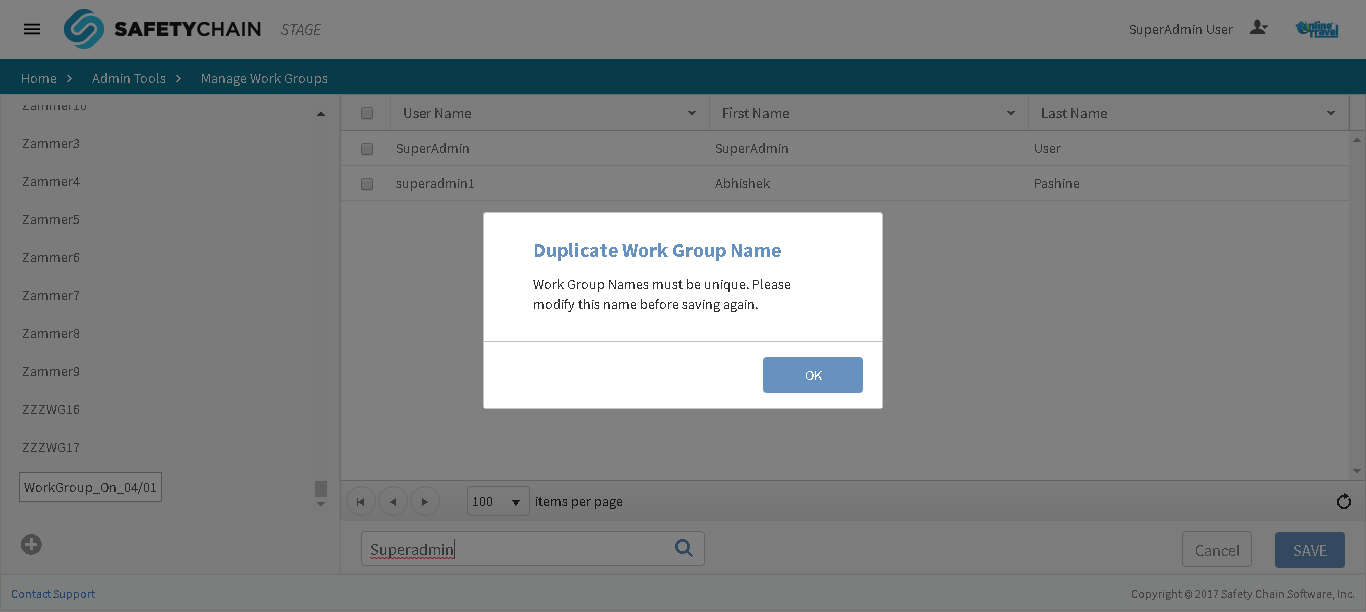 SAFETYCHAIN STAGE
SuperAdmin User
Online Travel
Home > Admin Tools > Manage Work Groups
Zammer10
Zammer3
Zammer4
Zammer5
Zammer6
Zammer7
Zammer8
Zammer9
ZZZWG16
ZZZWG17
WorkGroup_On_04/01
User Name First Name Last Name
SuperAdmin SuperAdmin User
superadmin1 Abhishek Pashine
Duplicate Work Group Name
Work Group Names must be unique. Please
modify this name before saving again.
OK
100 items per page
Superadmin
Cancel SAVE
Contact Support
Copyright © 2017 Safety Chain Software, Inc.